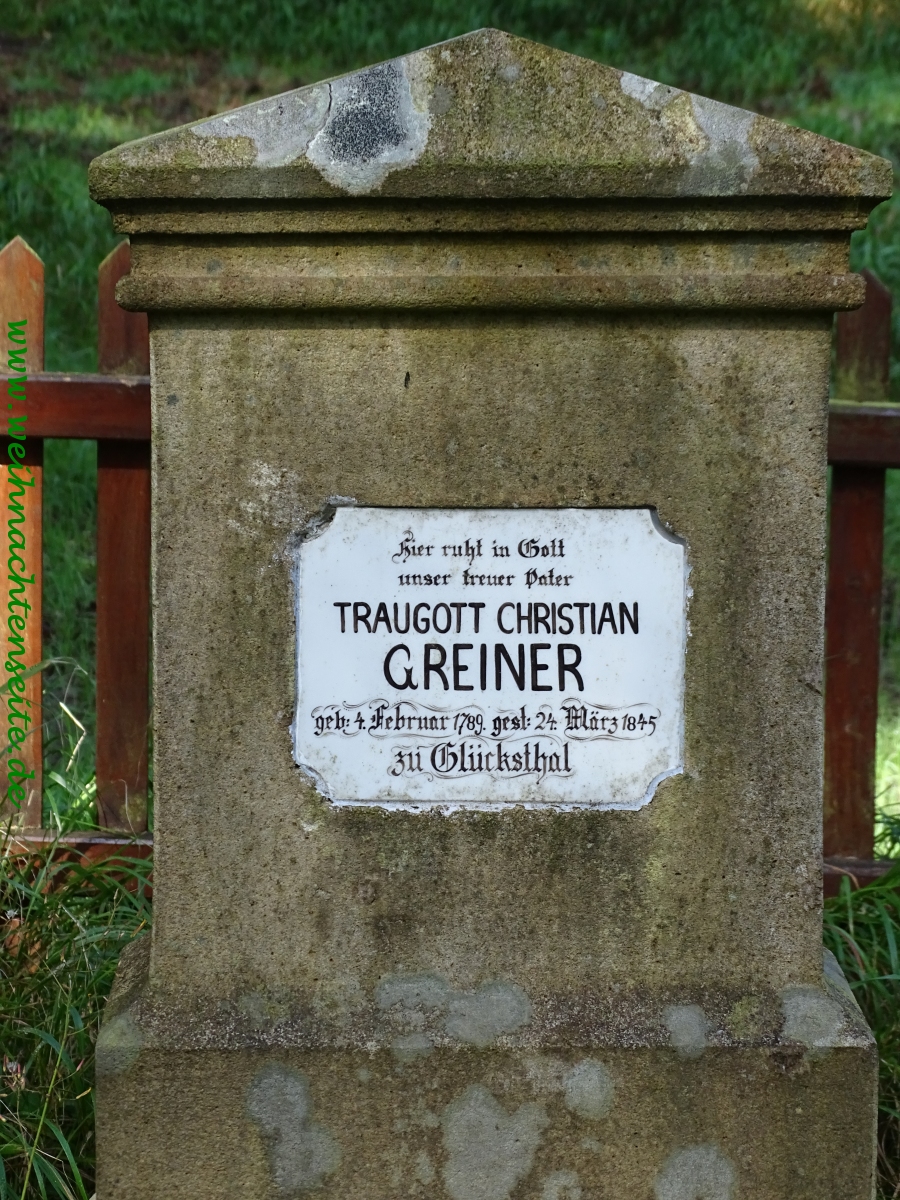 Hier ruht in Gott
unser treuer Vater
TRAUGOTT CHRISTIAN
GREINER
geb: 4. Februar 1789. gest: 24. März 1845
zu Glücksthal
www.weihnachtenseite.de